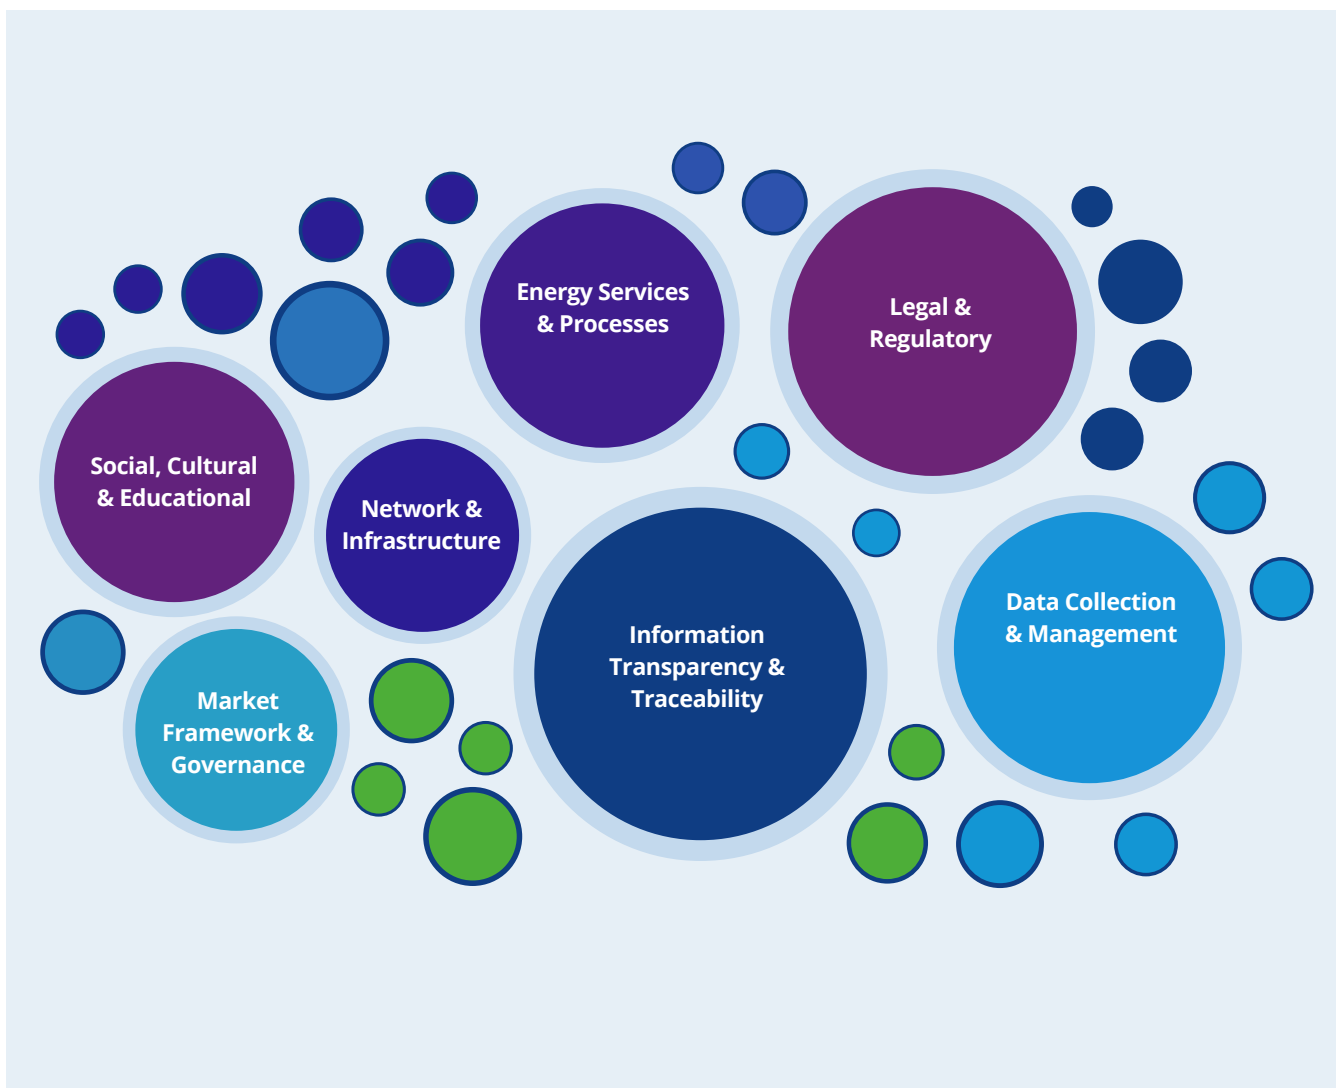 Energy Services
& Processes
Legal &
Regulatory
Social, Cultural
& Educational
Network &
Infrastructure
Information
Transparency &
Traceability
Data Collection
& Management
Market
Framework &
Governance